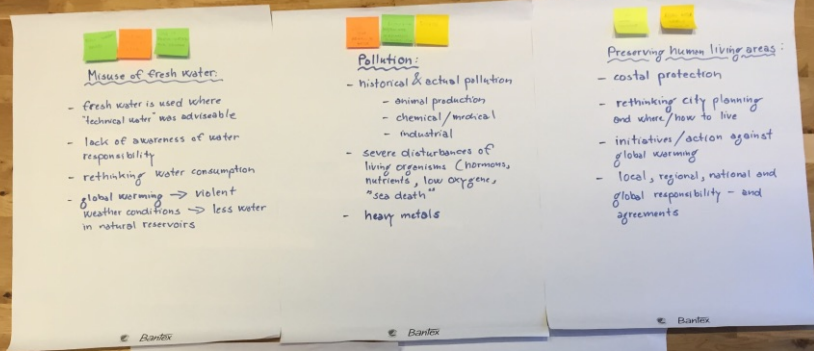 Misuse of fresh water:
- fresh water is used where
"technical water" was adviseable
- lack of awareness of water
responsibility
- rethinking water consumption
- global worming → violent
weather conditions → less water
in natural reservoirs
Bantex
Pollution:
- historical & actual pollution
- animal production
- chemical/medical
- industrial
- severe disturbances of
living organisms (hormons,
nutrients, low oxygene,
"sea death"
- heavy metals
Bantex
Preserving human living areas:
- costal protection
- rethinking city planning
and where/how to live
- initiatives/action against
global worming
- local, regional, national and
global responsibility - and
agreements
Bantex